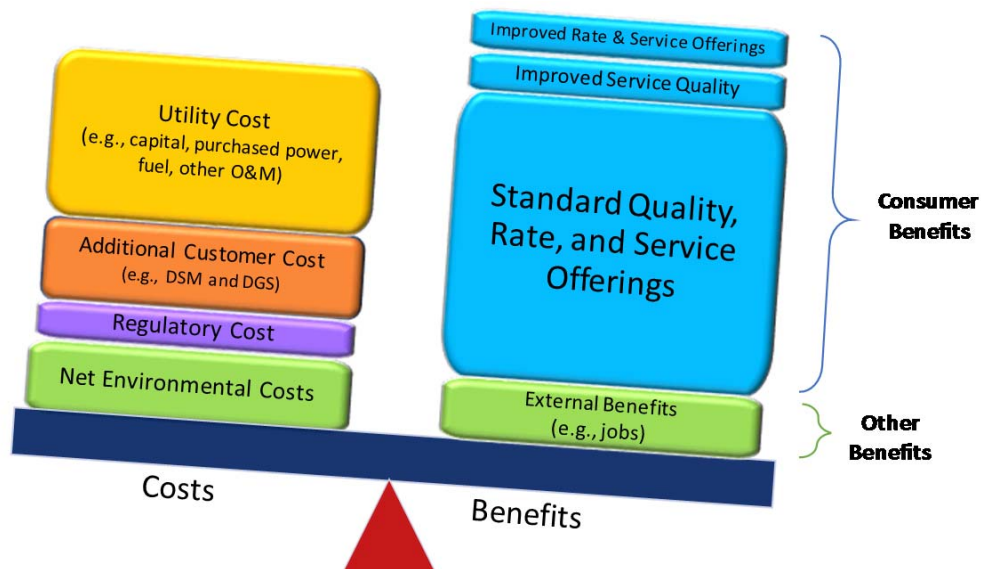 Utility Cost
(e.g., capital, purchased power,
fuel, other O&M)
Additional Customer Cost
(e.g., DSM and DGS)
Regulatory Cost
Net Environmental Costs
Costs
Improved Rate & Service Offerings
Improved Service Quality
Standard Quality,
Rate, and Service
Offerings
External Benefits
(e.g., jobs)
Benefits
Consumer
Benefits
Other
Benefits